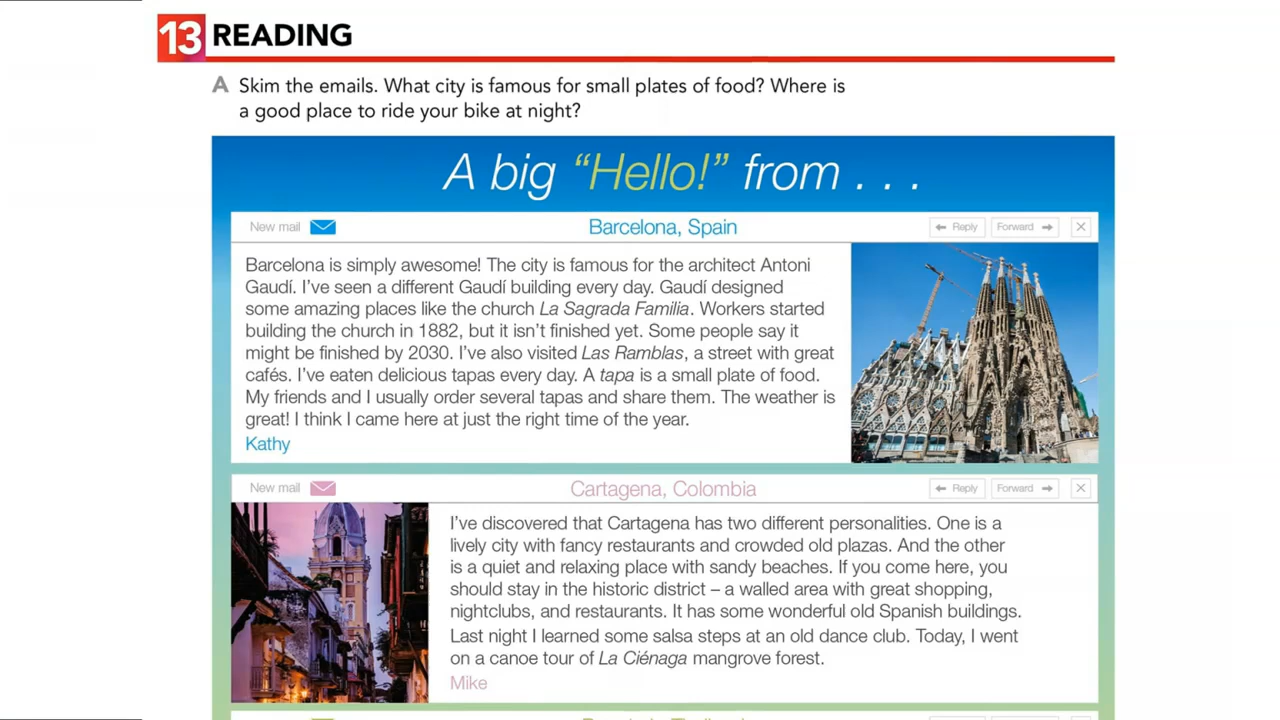 13 READING
A Skim the emails. What city is famous for small plates of food? Where is
a good place to ride your bike at night?
A big “Hello!” from . . .
New mail Barcelona, Spain Reply Forward
Barcelona is simply awesome! The city is famous for the architect Antoni
Gaudí. I’ve seen a different Gaudí building every day. Gaudí designed
some amazing places like the church La Sagrada Familia. Workers started
building the church in 1882, but it isn’t finished yet. Some people say it
might be finished by 2030. I’ve also visited Las Ramblas, a street with great
cafés. I’ve eaten delicious tapas every day. A tapa is a small plate of food.
My friends and I usually order several tapas and share them. The weather is
great! I think I came here at just the right time of the year.
Kathy
New mail Cartagena, Colombia Reply Forward
I’ve discovered that Cartagena has two different personalities. One is a
lively city with fancy restaurants and crowded old plazas. And the other
is a quiet and relaxing place with sandy beaches. If you come here, you
should stay in the historic district – a walled area with great shopping,
nightclubs, and restaurants. It has some wonderful old Spanish buildings.
Last night I learned some salsa steps at an old dance club. Today, I went
on a canoe tour of La Ciénaga mangrove forest.
Mike